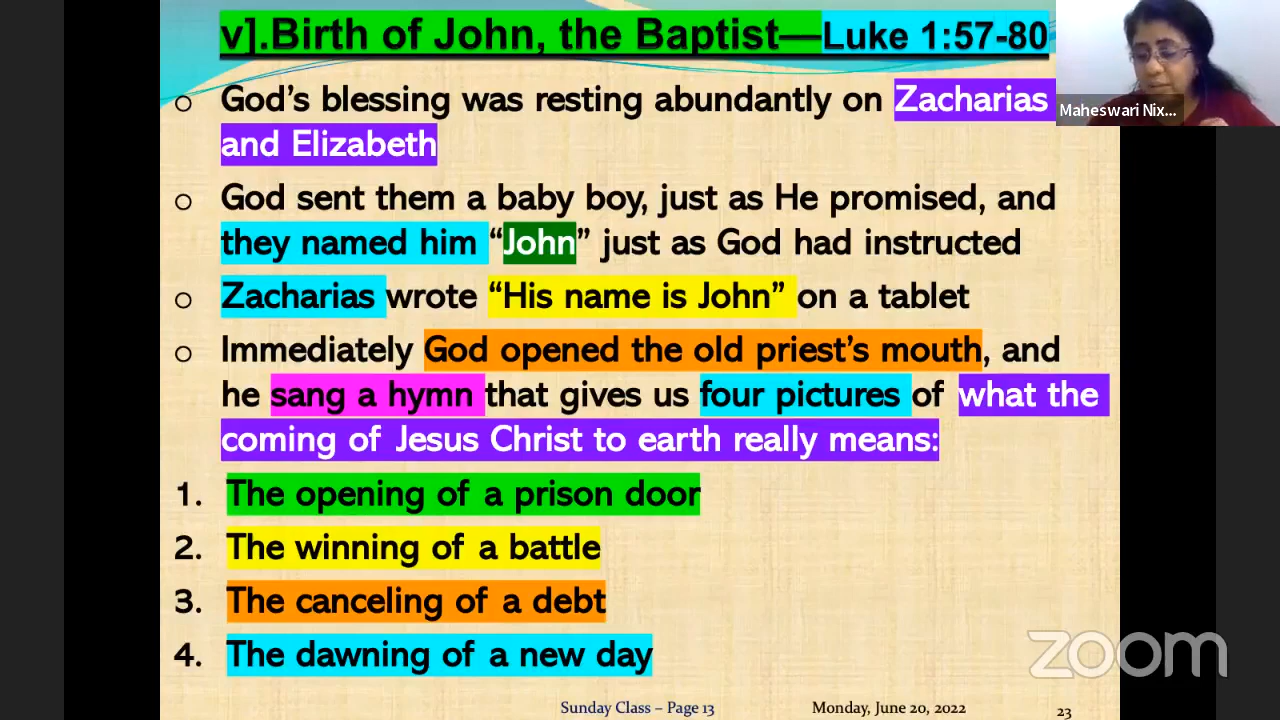 v].Birth of John, the Baptist—Luke 1:57-80
Maheswari Nix...
o God's blessing was resting abundantly on Zacharias
and Elizabeth
o God sent them a baby boy, just as He promised, and
they named him “John” just as God had instructed
o Zacharias wrote “His name is John” on a tablet
o Immediately God opened the old priest's mouth, and
he sang a hymn that gives us four pictures of what the
coming of Jesus Christ to earth really means:
1. The opening of a prison door
2. The winning of a battle
3. The canceling of a debt
4. The dawning of a new day
zoom
Sunday Class – Page 13 Monday, June 20, 2022 23